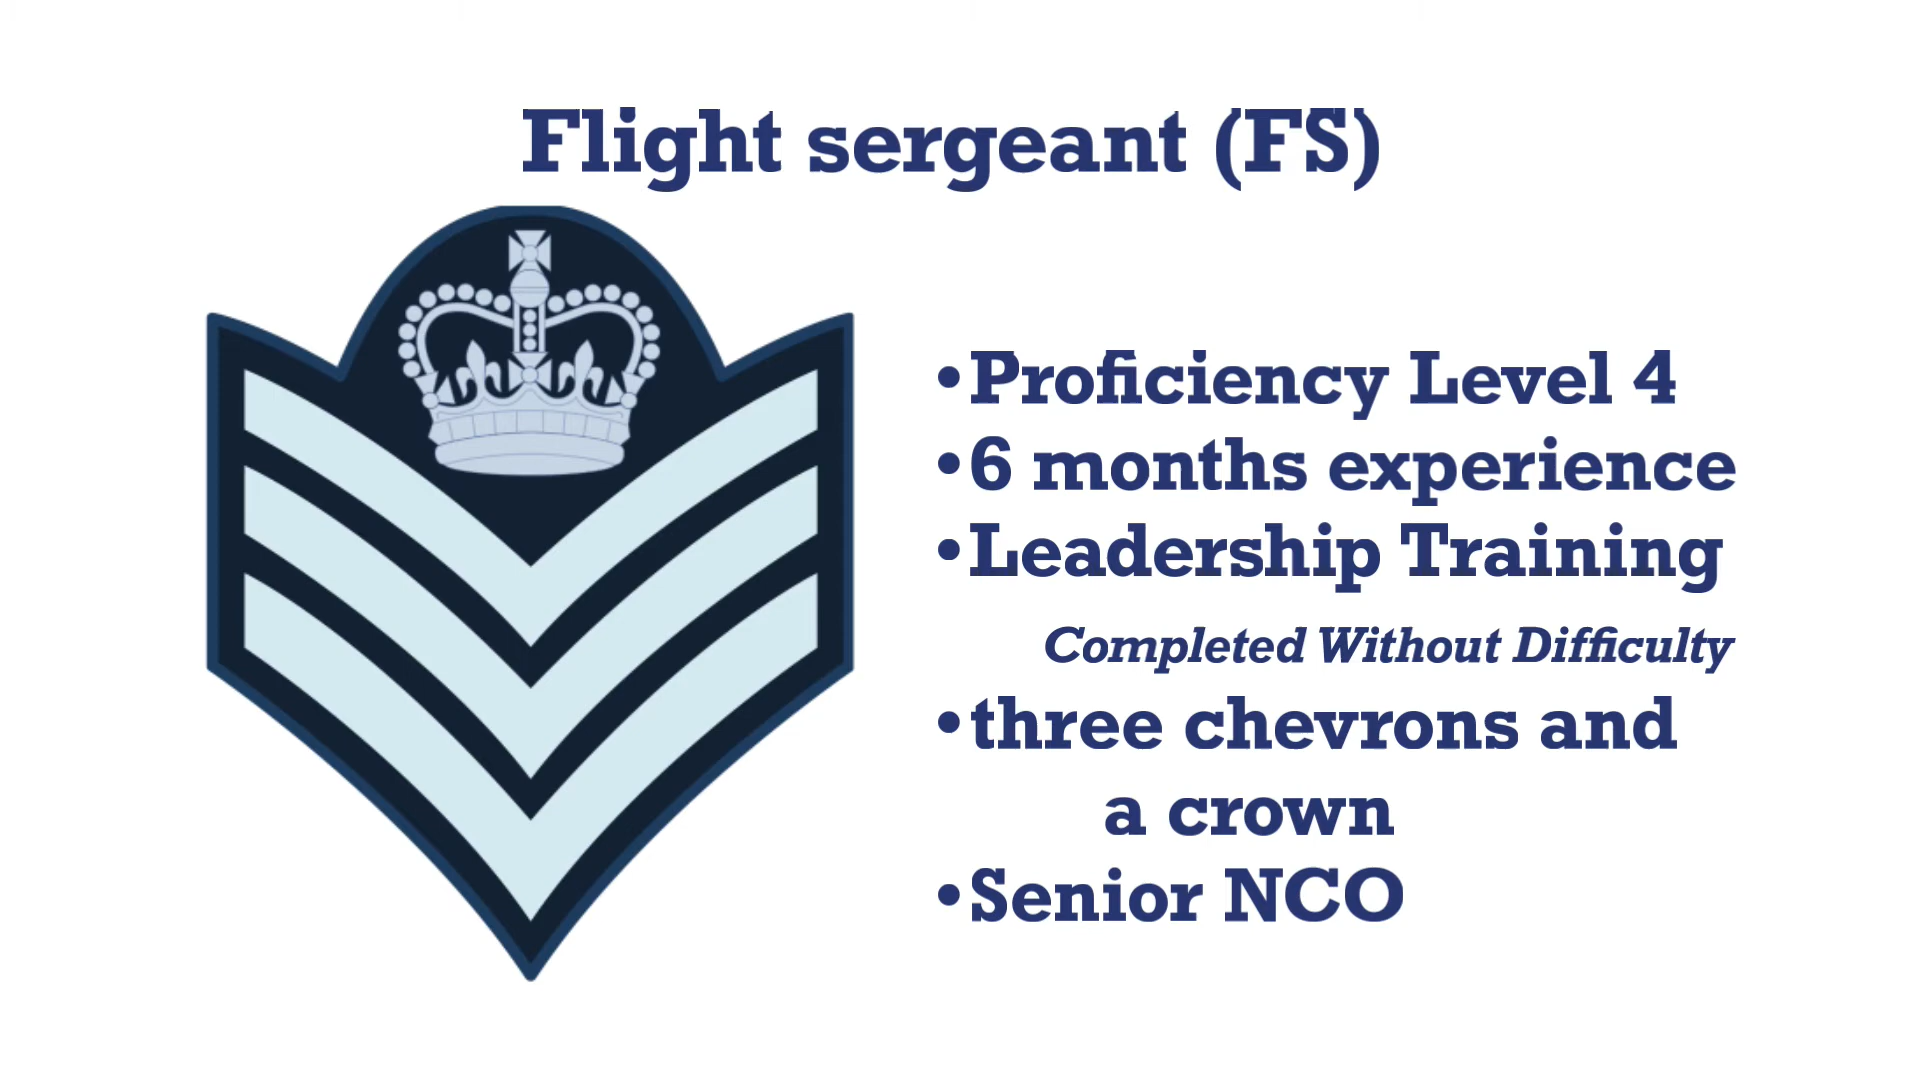 Flight sergeant (FS)
•Proficiency Level 4
•6 months experience
•Leadership Training
Completed Without Difficulty
•three chevrons and
a crown
•Senior NCO